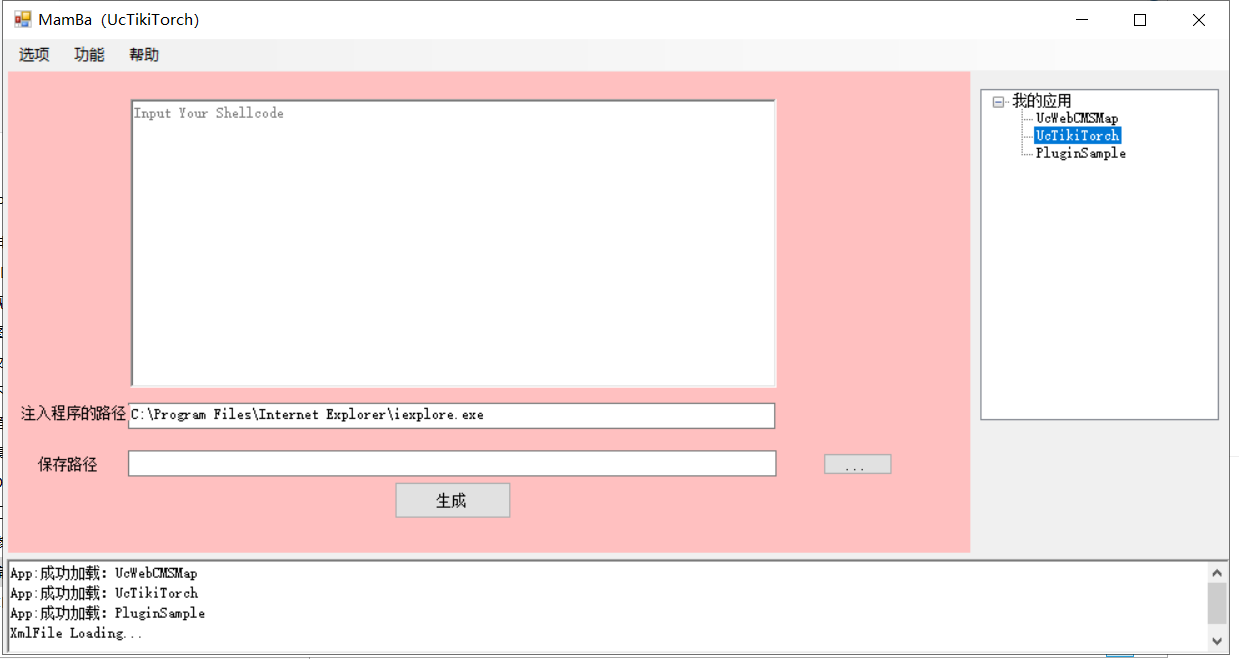 MamBa (UcTikiTorch)
选项 功能 帮助
Input Your Shellcode
注入程序的路径 C:\Program Files\Internet Explorer\iexplore.exe
保存路径 ...
生成
我的应用
UcWebCMSMap
UcTikiTorch
PluginSample
App:成功加载: UcWebCMSMap
App:成功加载: UcTikiTorch
App:成功加载: PluginSample
XmlFile Loading...